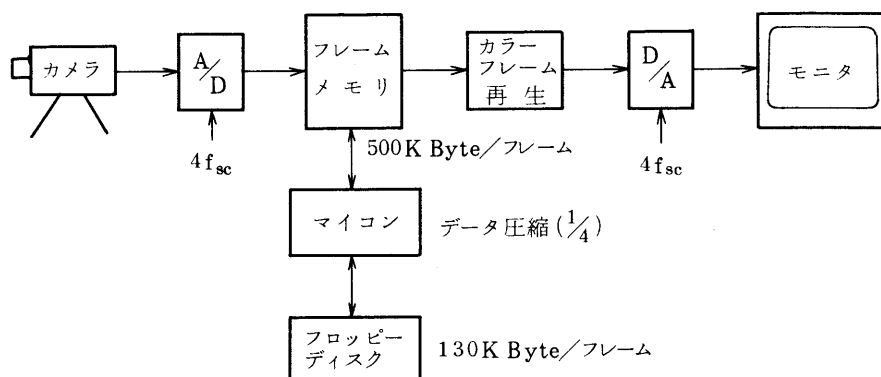 カメラ
A/D
4fsc
フレーム
メモリ
500K Byte/フレーム
カラー
フレーム
再生
D/A
4fsc
モニタ
マイコン
データ圧縮(1/4)
フロッピー
ディスク
130K Byte/フレーム